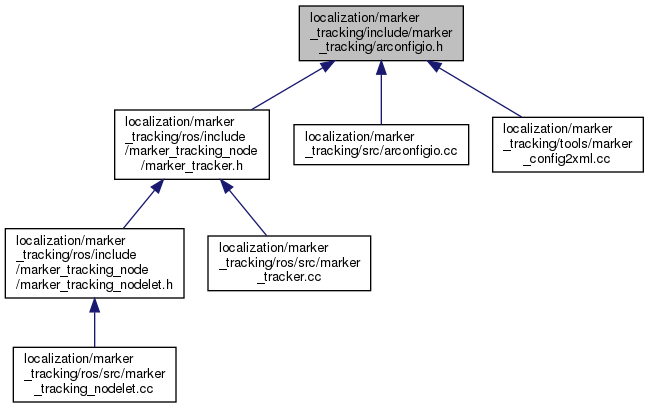 localization/marker
_tracking/include/marker
_tracking/arconfigio.h
localization/marker
_tracking/ros/include
/marker_tracking_node
/marker_tracker.h
localization/marker
_tracking/src/arconfigio.cc
localization/marker
_tracking/tools/marker
_config2xml.cc
localization/marker
_tracking/ros/include
/marker_tracking_node
/marker_tracking_nodelet.h
localization/marker
_tracking/ros/src/marker
_tracker.cc
localization/marker
_tracking/ros/src/marker
_tracking_nodelet.cc